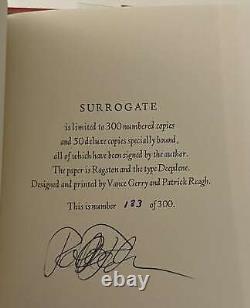 SURROGATE
is limited to 300 numbered copies
and 50 deluxe copies specially bound,
all of which have been signed by the author.
The paper is Ragston and the type Deepdene.
Designed and printed by Vance Gerry and Patrick Reagh.
This is number 183 of 300.